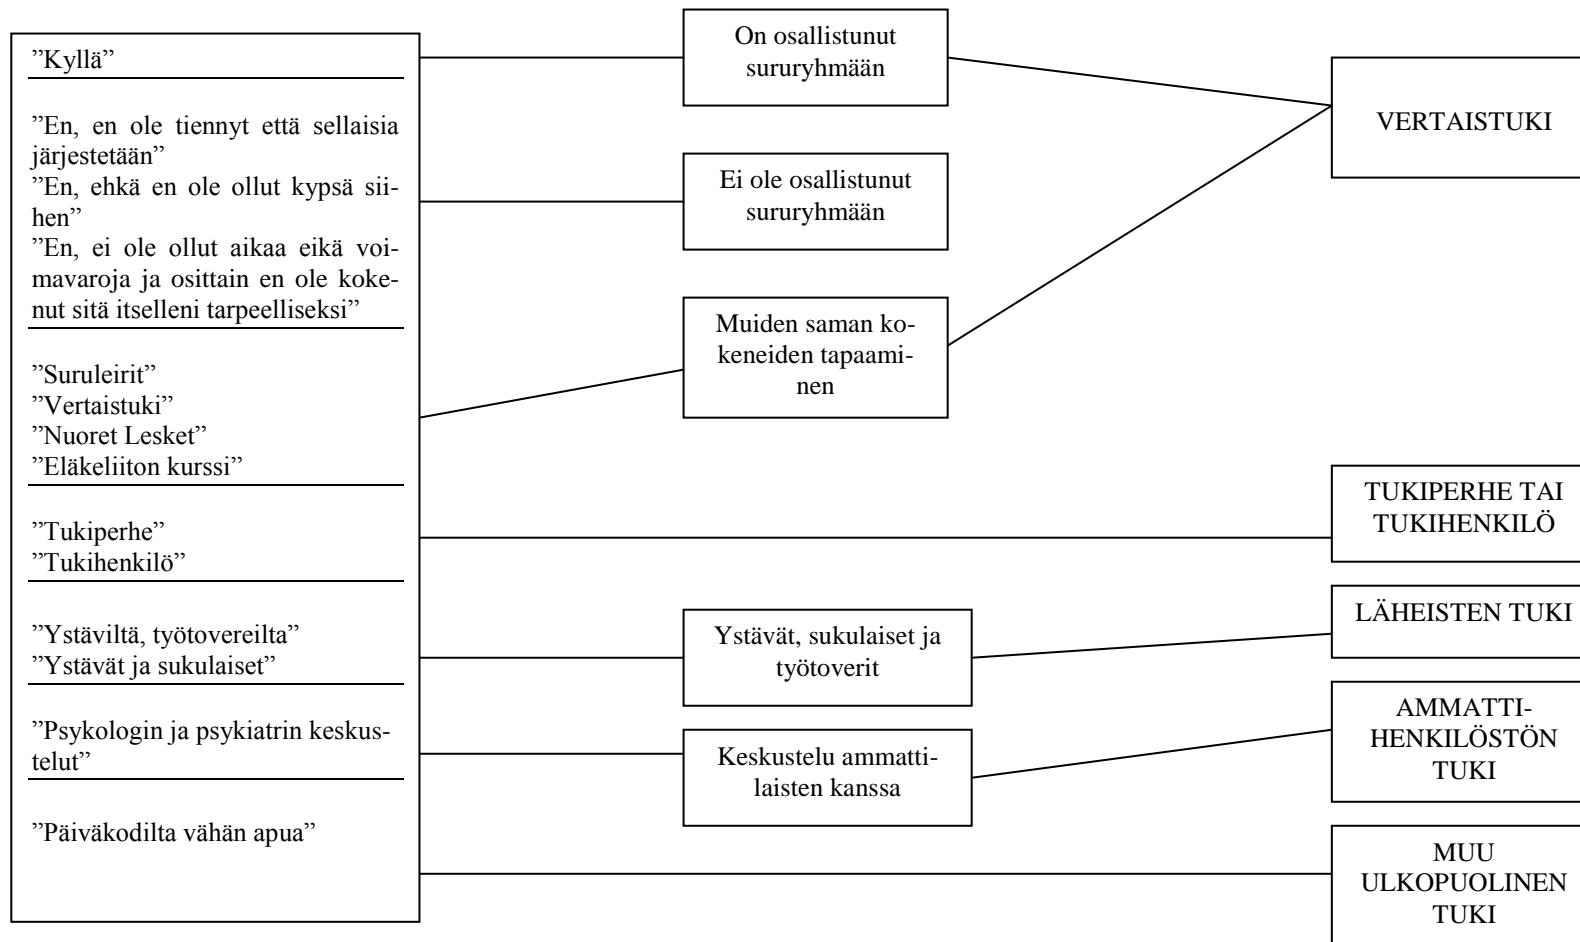 ”Kyllä”
”En, en ole tiennyt että sellaisia
järjestetään”
”En, ehkä en ole ollut kypsä sii-
hen”
”En, ei ole ollut aikaa eikä voi-
mavaroja ja osittain en ole koke-
nut sitä itselleni tarpeelliseksi”
”Suruleirit”
”Vertaistuki”
”Nuoret Lesket”
”Eläkeliiton kurssi”
”Tukiperhe”
”Tukihenkilö”
”Ystäviltä, työtovereilta”
”Ystävät ja sukulaiset”
”Psykologin ja psykiatrin keskus-
telut”
”Päiväkodilta vähän apua”
On osallistunut
sururyhmään
Ei ole osallistunut
sururyhmään
Muiden saman ko-
keneiden tapaami-
nen
Ystävät, sukulaiset ja
työtoverit
Keskustelu ammatti-
laisten kanssa
VERTAISTUKI
TUKIPERHE TAI
TUKIHENKILÖ
LÄHEISTEN TUKI
AMMATTI-
HENKILÖSTÖN
TUKI
MUU
ULKOPUOLINEN
TUKI